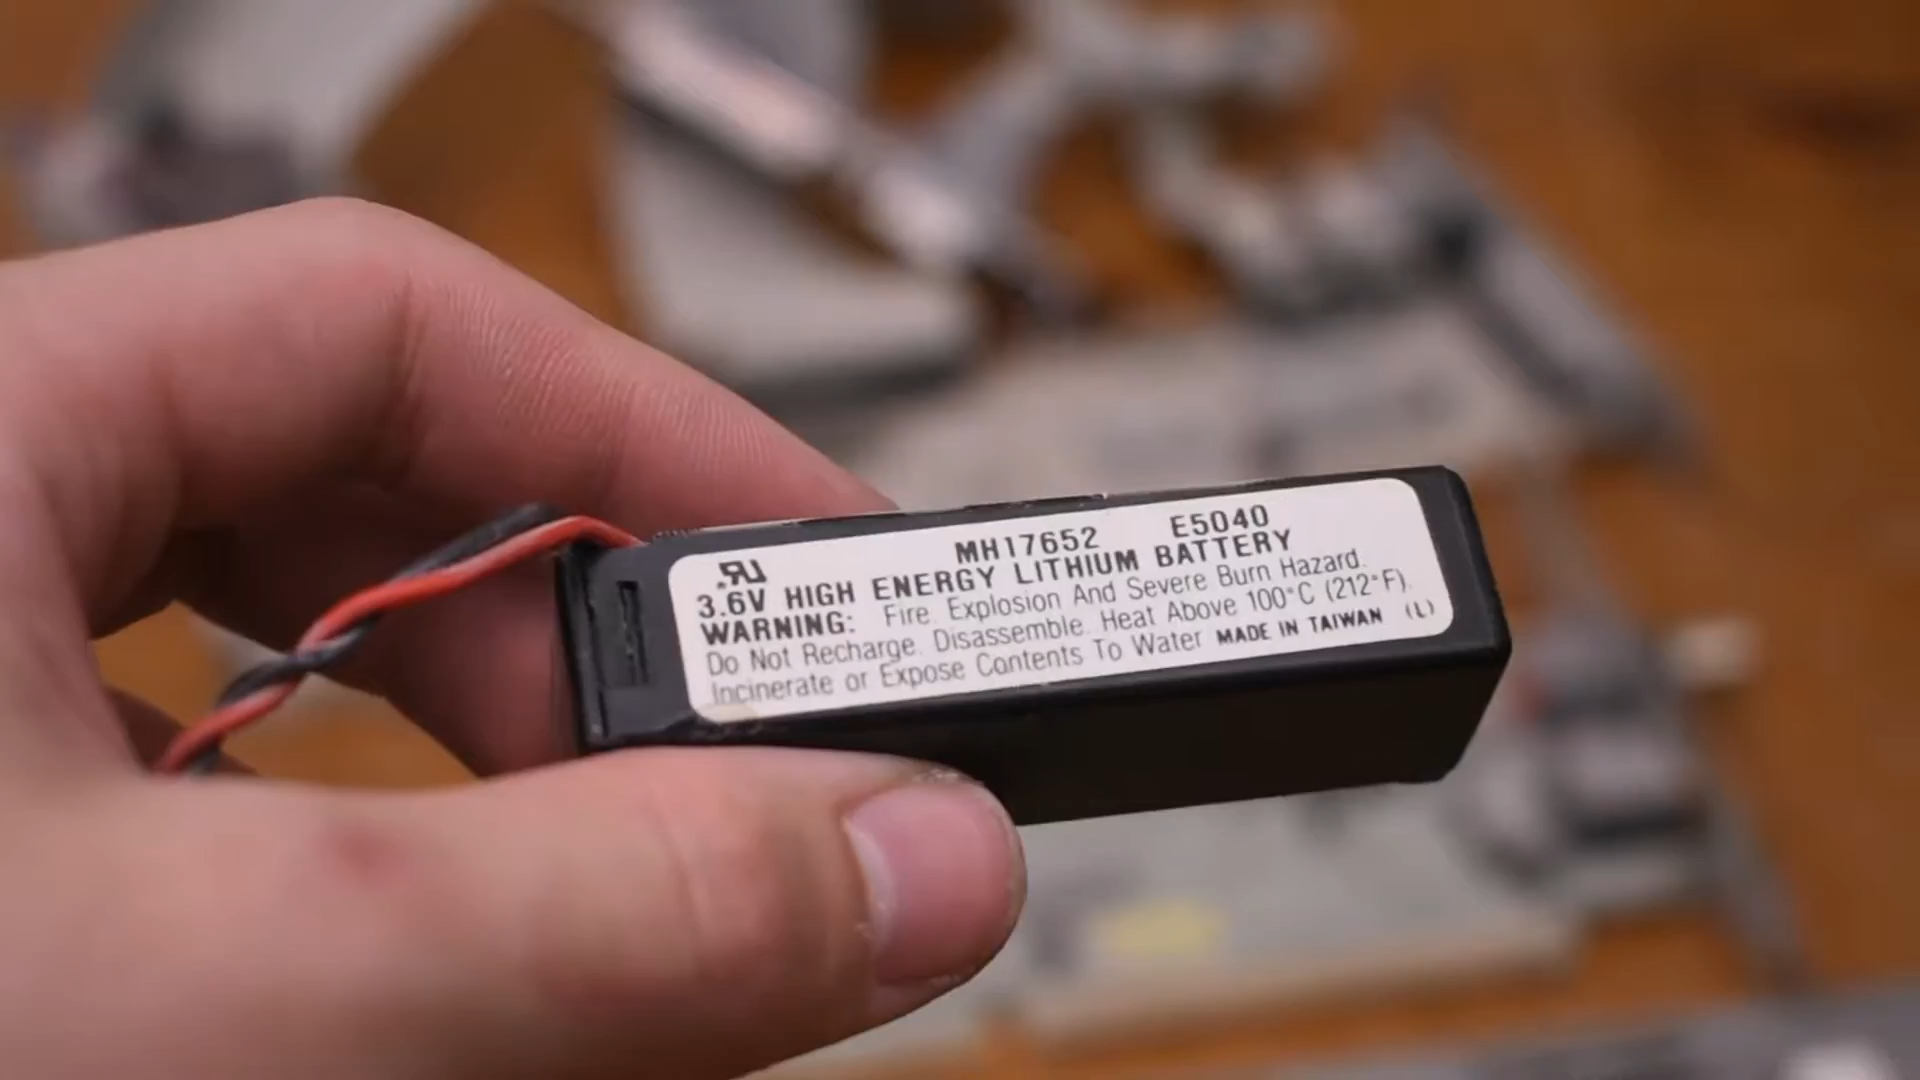 MH17652 E5040
3.6V HIGH ENERGY LITHIUM BATTERY
WARNING: Fire. Explosion And Severe Burn Hazard.
Do Not Recharge. Disassemble. Heat Above 100°C (212°F).
Incinerate or Expose Contents To Water MADE IN TAIWAN (L)